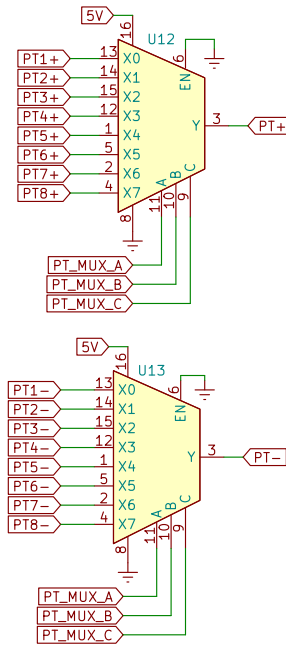 5V
16
U12
6
EN
PT1+ 13 X0
PT2+ 14 X1
PT3+ 15 X2
PT4+ 12 X3
PT5+ 1 X4
PT6+ 5 X5
PT7+ 2 X6
PT8+ 4 X7
Y 3 PT+
A B C
8 11 10 9
PT_MUX_A
PT_MUX_B
PT_MUX_C
5V
16
U13
6
EN
PT1- 13 X0
PT2- 14 X1
PT3- 15 X2
PT4- 12 X3
PT5- 1 X4
PT6- 5 X5
PT7- 2 X6
PT8- 4 X7
Y 3 PT-
A B C
8 11 10 9
PT_MUX_A
PT_MUX_B
PT_MUX_C